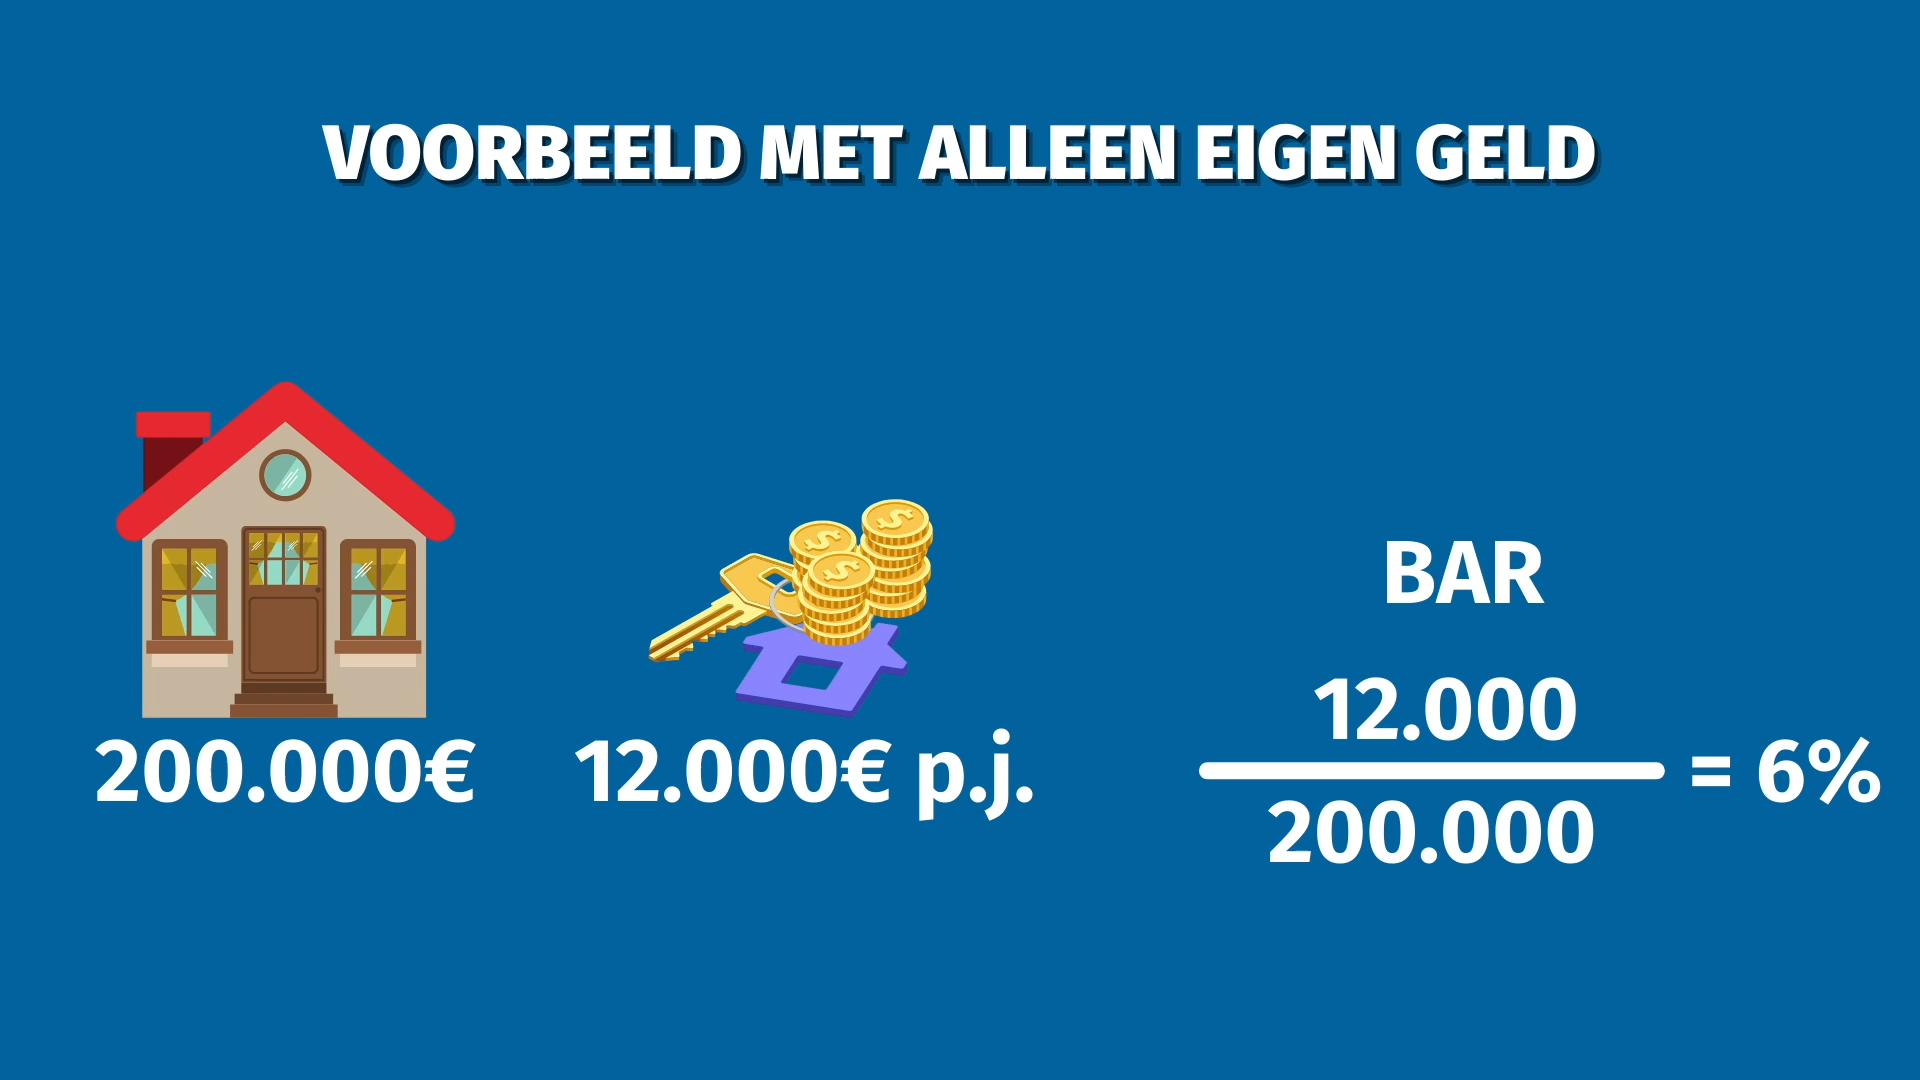 VOORBEELD MET ALLEEN EIGEN GELD
200.000€
12.000€ p.j.
BAR
12.000
200.000
= 6%